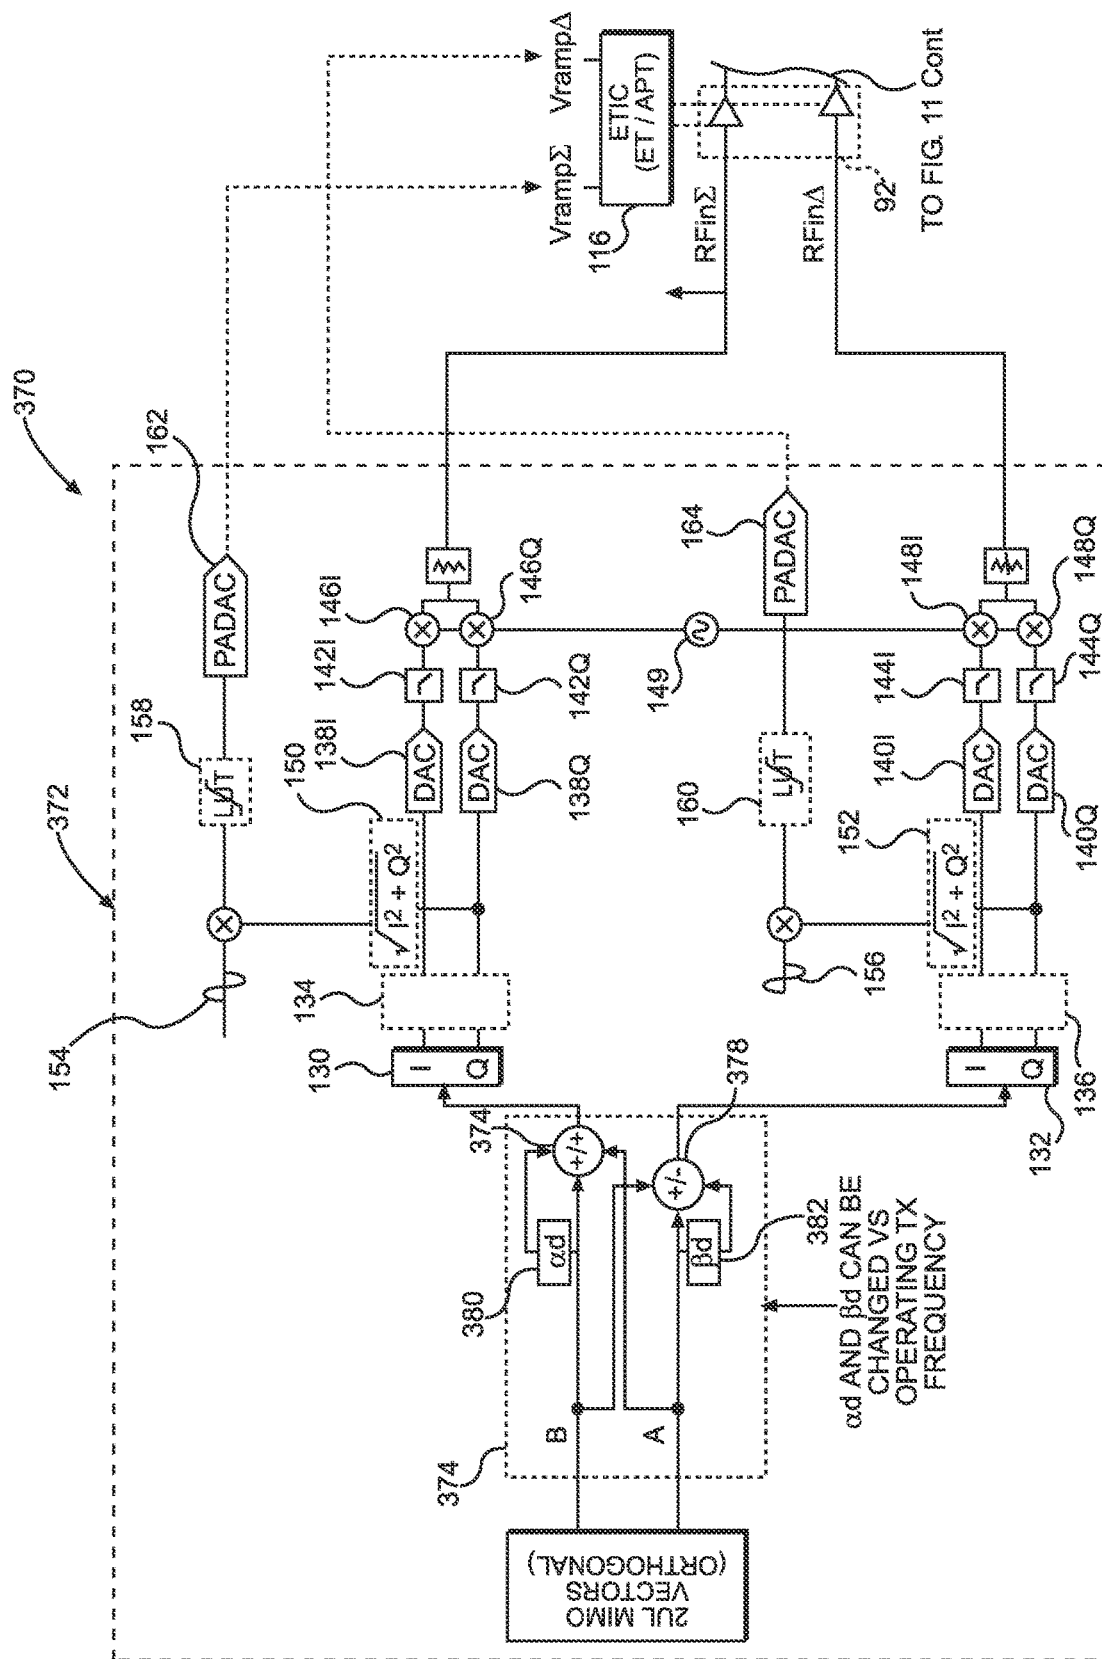 370
372
162
PADAC
158
LUT
154
150
√I² + Q²
134
130
I
Q
138I
DAC
DAC
138Q
142I
142Q
146I
146Q
VrampΣ
VrampΔ
ETIC
(ET / APT)
116
RFinΣ
RFinΔ
92
TO FIG. 11 Cont
149
164
PADAC
160
LUT
156
152
√I² + Q²
136
132
I
Q
140I
DAC
DAC
140Q
144I
144Q
148I
148Q
374
+/+
378
+/-
380
αd
382
βd
B
A
374
2UL MIMO
VECTORS
(ORTHOGONAL)
αd AND βd CAN BE
CHANGED VS
OPERATING TX
FREQUENCY